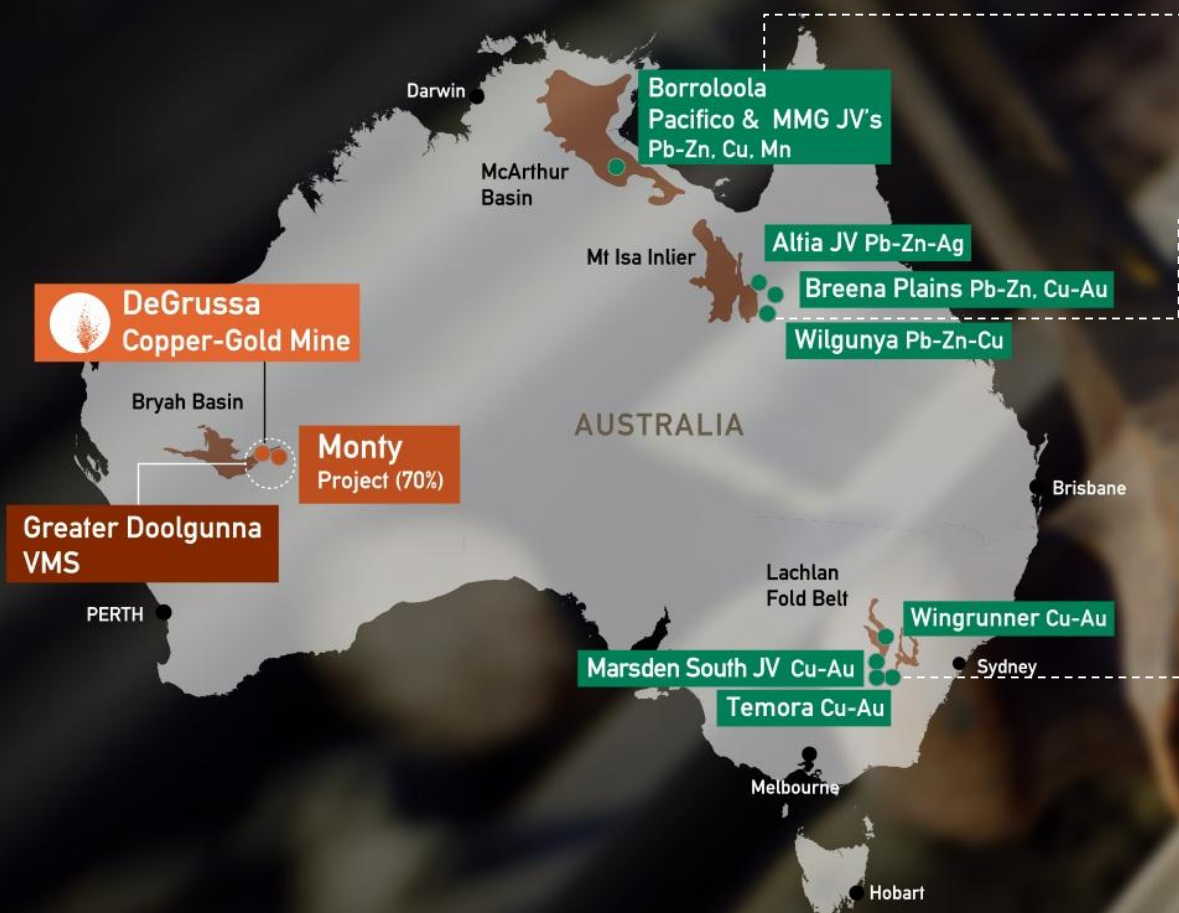 Darwin
Borroloola
Pacifico & MMG JV's
Pb-Zn, Cu, Mn
McArthur
Basin
Altia JV Pb-Zn-Ag
Mt Isa Inlier
Breena Plains Pb-Zn, Cu-Au
Wilgunya Pb-Zn-Cu
DeGrussa
Copper-Gold Mine
Bryah Basin
AUSTRALIA
Monty
Project (70%)
Brisbane
Greater Doolgunna
VMS
Lachlan
Fold Belt
PERTH
Wingrunner Cu-Au
Marsden South JV Cu-Au
Sydney
Temora Cu-Au
Melbourne
Hobart